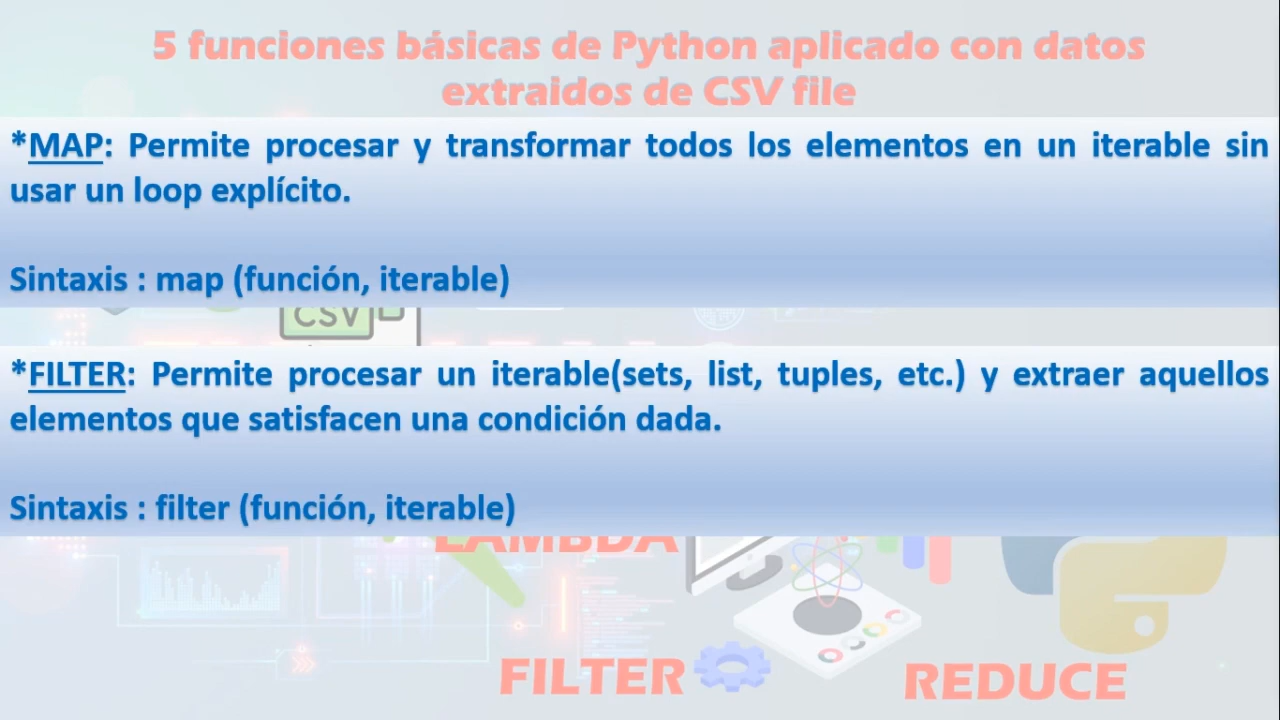 5 funciones básicas de Python aplicado con datos
extraidos de CSV file
*MAP: Permite procesar y transformar todos los elementos en un iterable sin
usar un loop explícito.
Sintaxis : map (función, iterable)
CSV
*FILTER: Permite procesar un iterable(sets, list, tuples, etc.) y extraer aquellos
elementos que satisfacen una condición dada.
Sintaxis : filter (función, iterable)
LAMBDA
FILTER
REDUCE